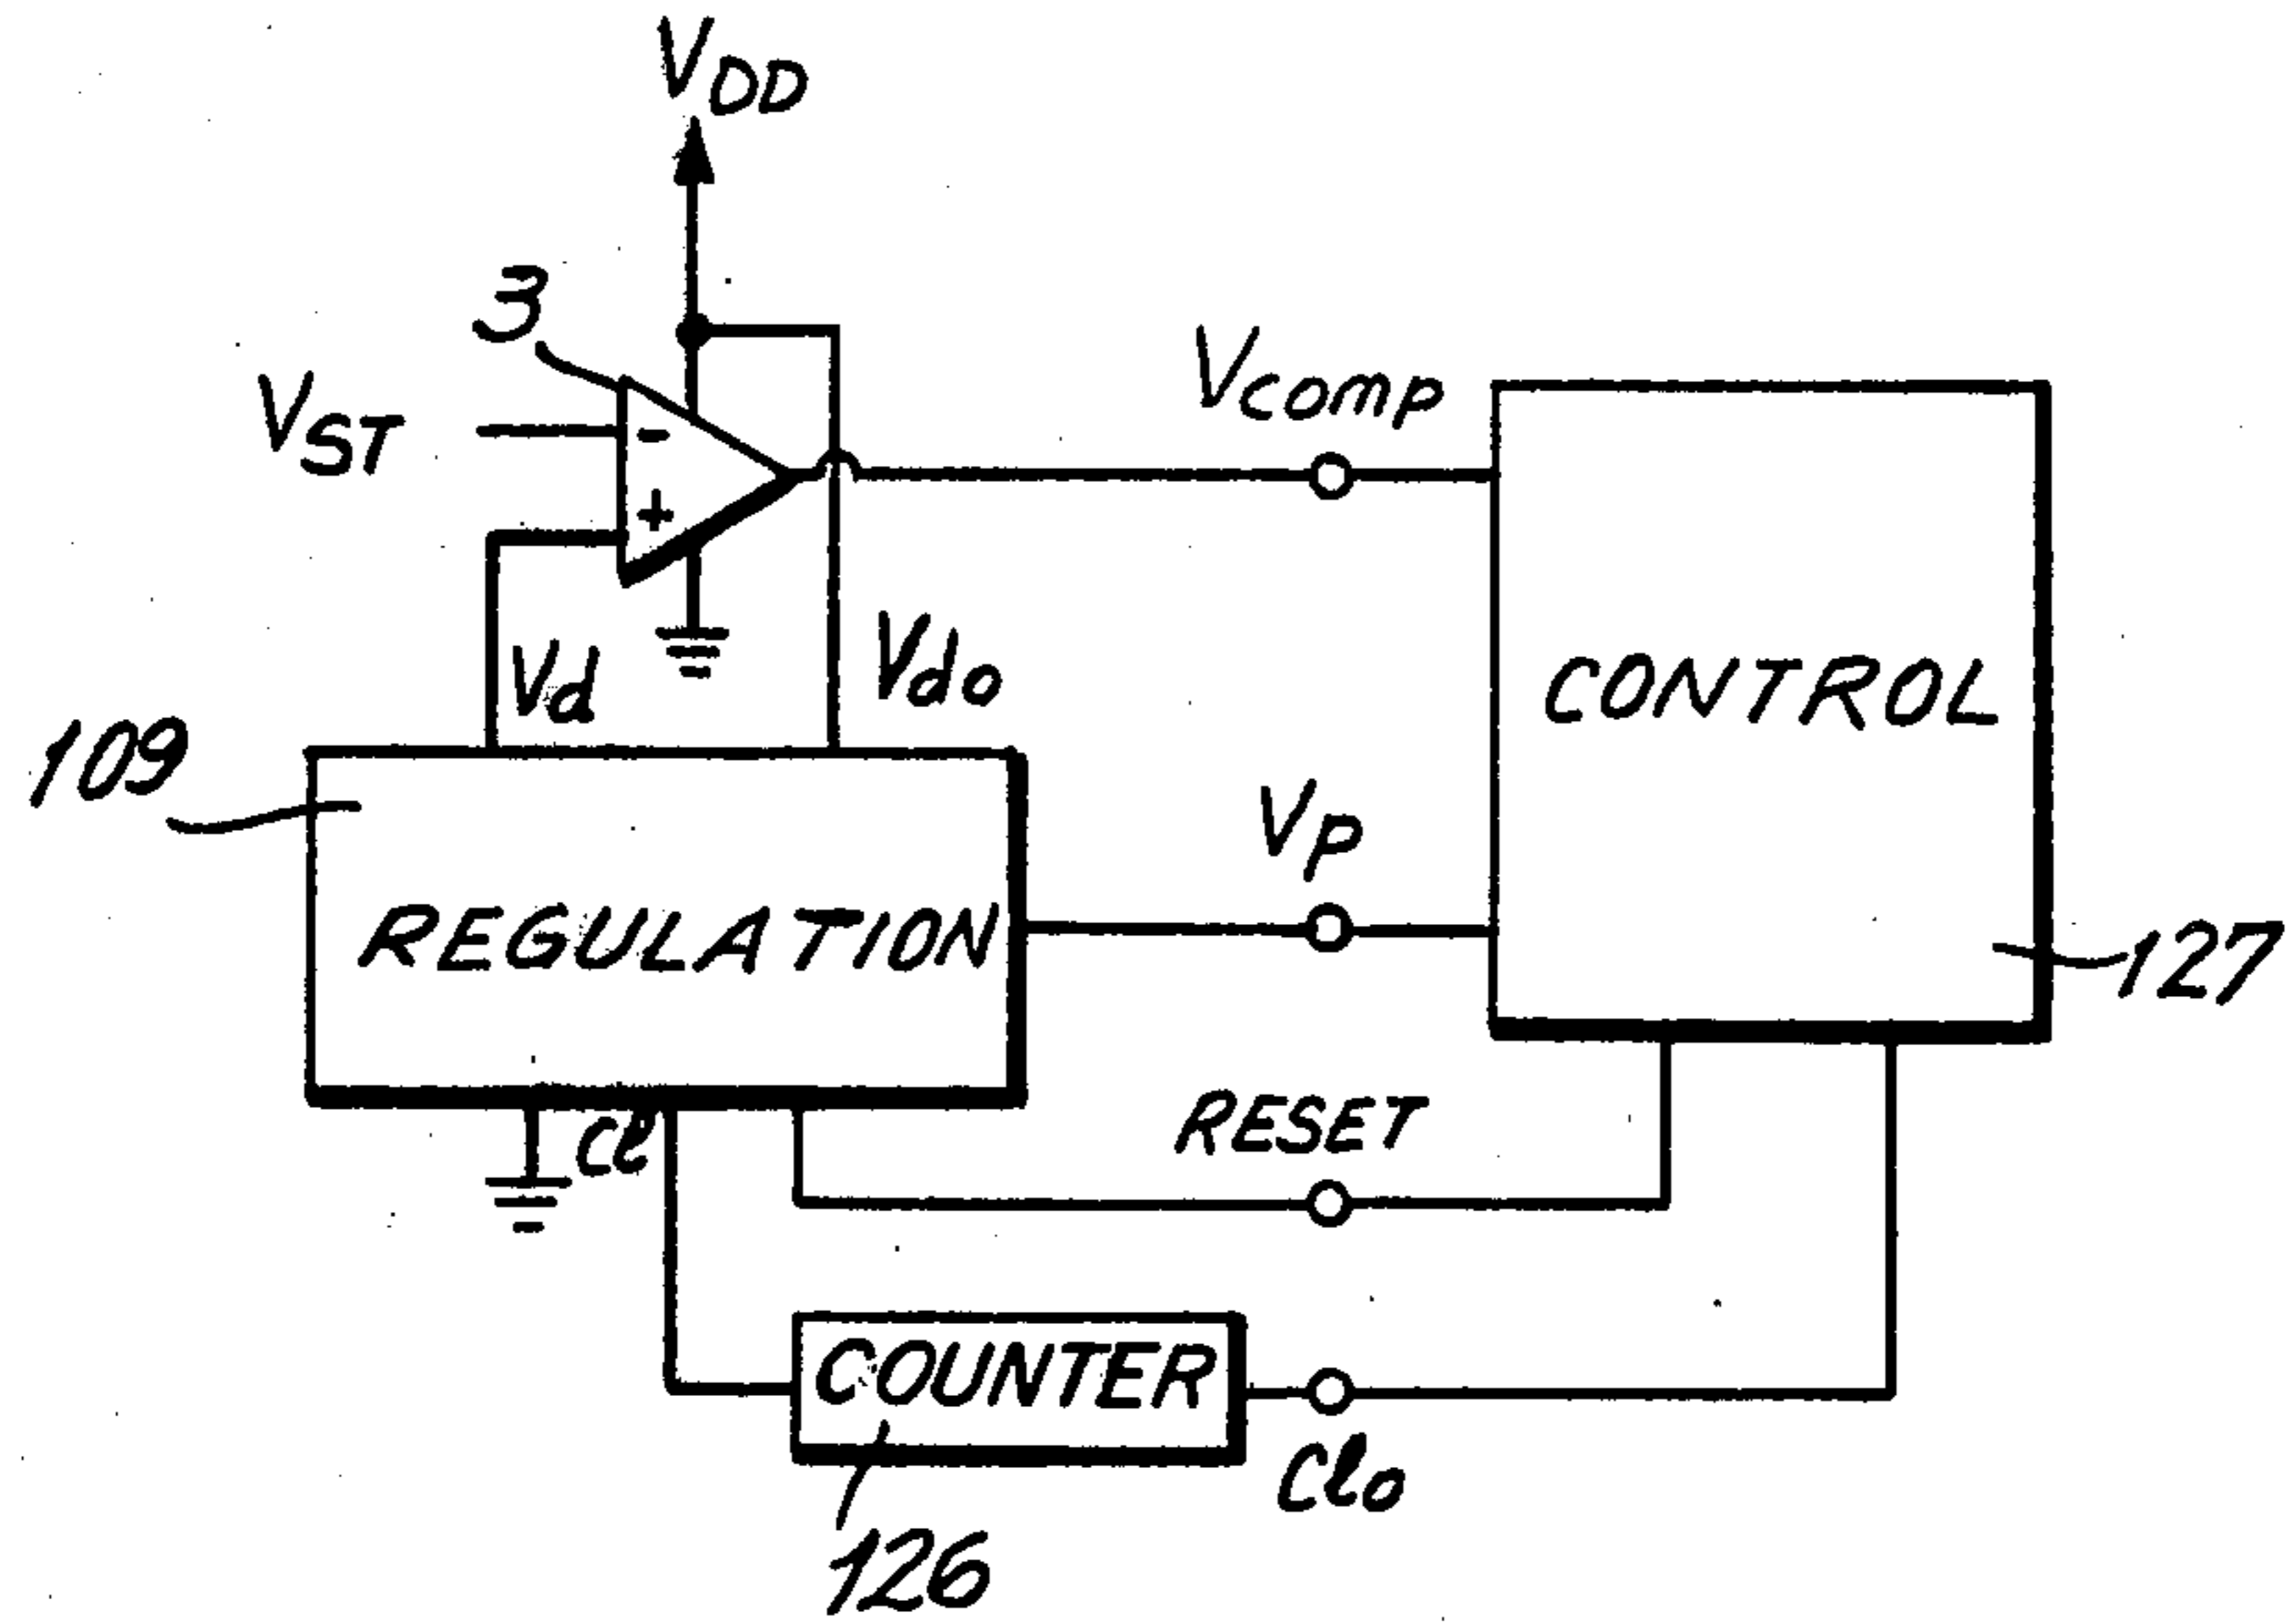 VDD
3
VST
-
+
Vcomp
Vd
Vdo
CONTROL
109
VP
REGULATION
127
Cl
RESET
COUNTER
Clo
126